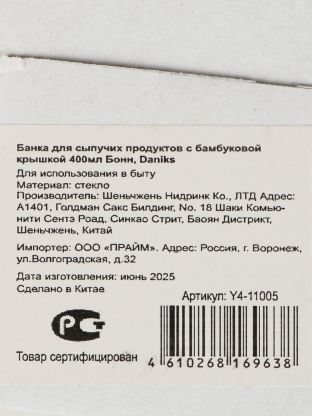 Банка для сыпучих продуктов с бамбуковой
крышкой 400мл Бонн, Daniks
Для использования в быту
Материал: стекло
Производитель: Шеньчжень Нидринк Ко., ЛТД Адрес:
A1401, Голдман Сакс Билдинг, No. 18 Шаки Комью-
нити Сентэ Роад, Синкао Стрит, Баоян Дистрикт,
Шеньчжень, Китай
Импортер: ООО «ПРАЙМ». Адрес: Россия, г. Воронеж,
ул.Волгоградская, д.32
Дата изготовления: июнь 2025
Сделано в Китае
Артикул: Y4-11005
РСТ
Товар сертифицирован
4 610268 169638